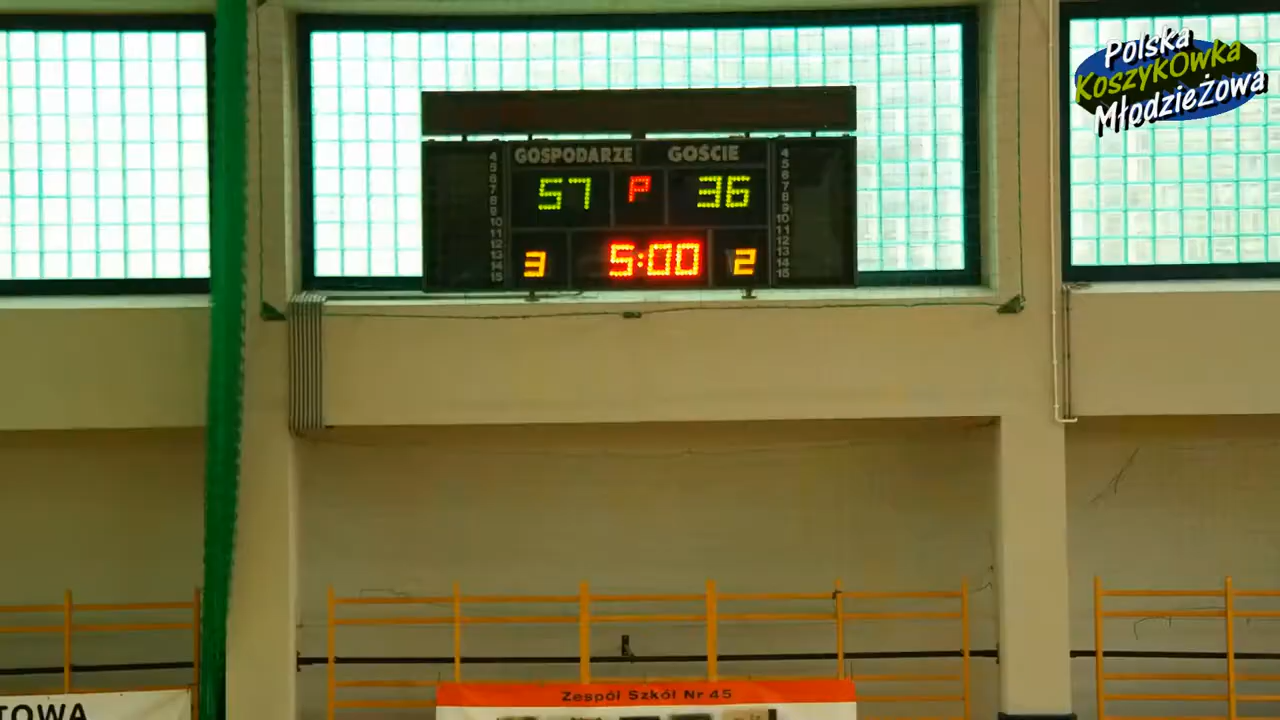 Polska
KoszykOwka
MłodzieŻowa
GOSPODARZE GOŚCIE
57 P 36
3 5:00 2
4 4
5 5
6 6
7 7
8 8
9 9
10 10
11 11
12 12
13 13
14 14
15 15
Zespół Szkół Nr 45
TOWA